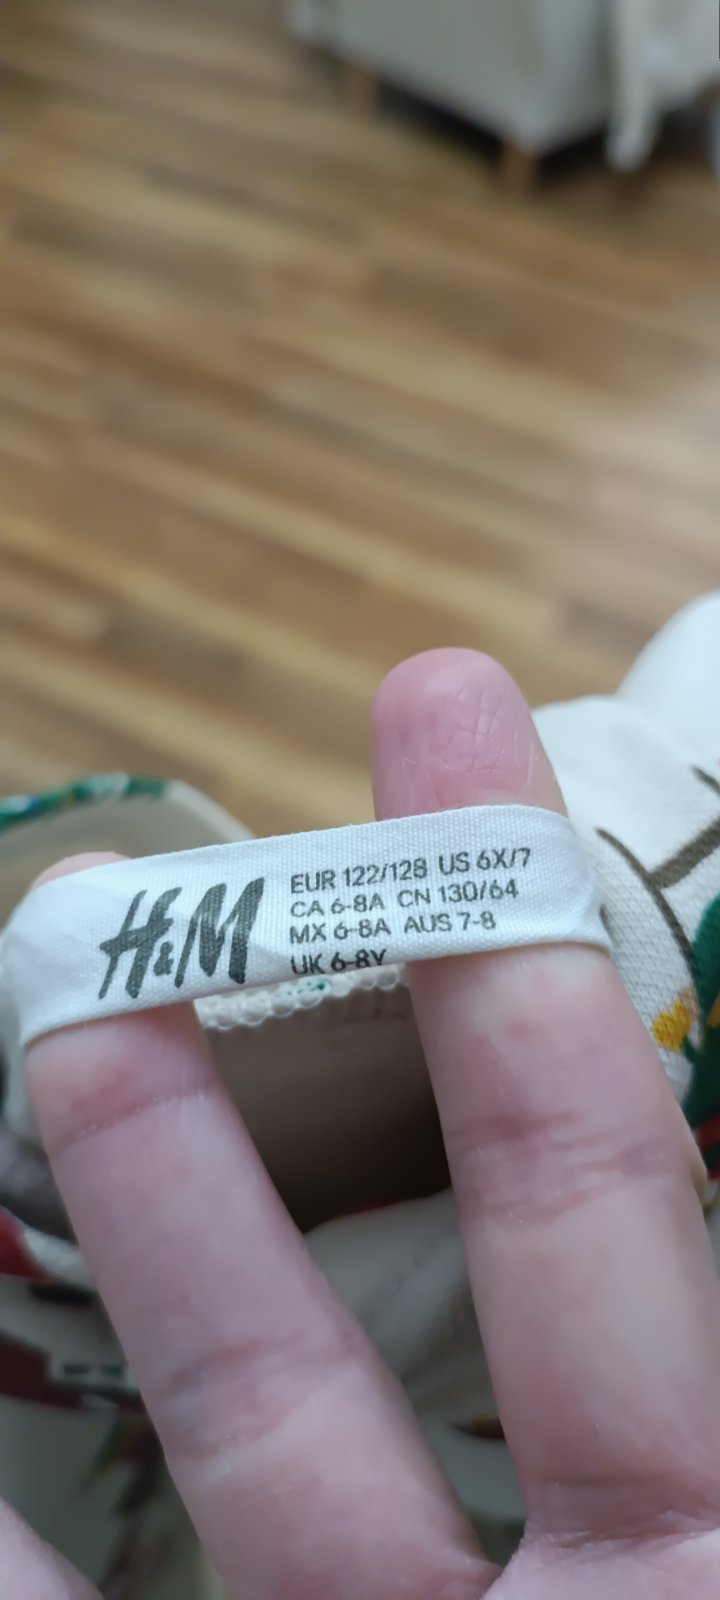 H&M
EUR 122/128 US 6X/7
CA 6-8A CN 130/64
MX 6-8A AUS 7-8
UK 6-8Y